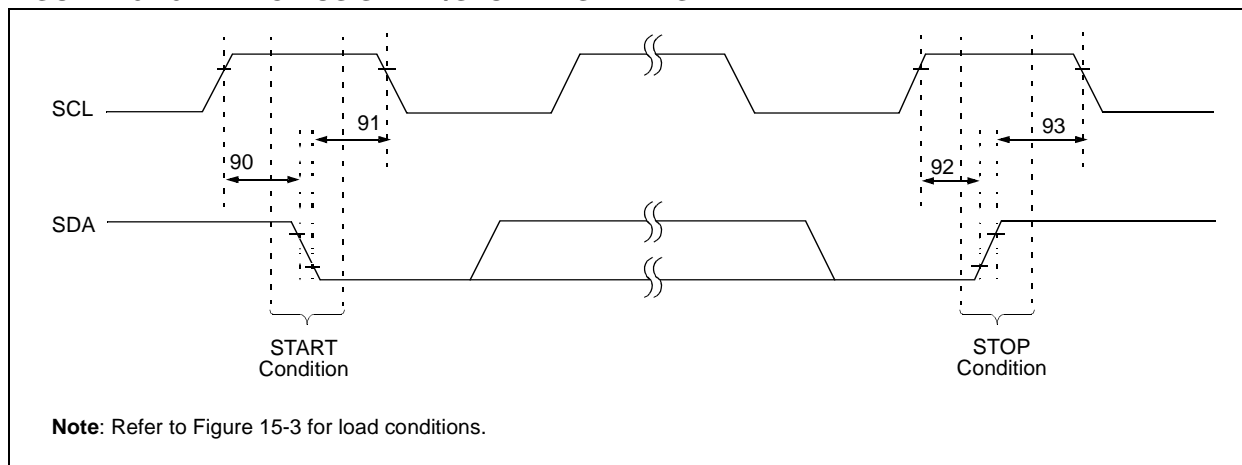 SCL
91
93
90
92
SDA
START
Condition
STOP
Condition
Note: Refer to Figure 15-3 for load conditions.